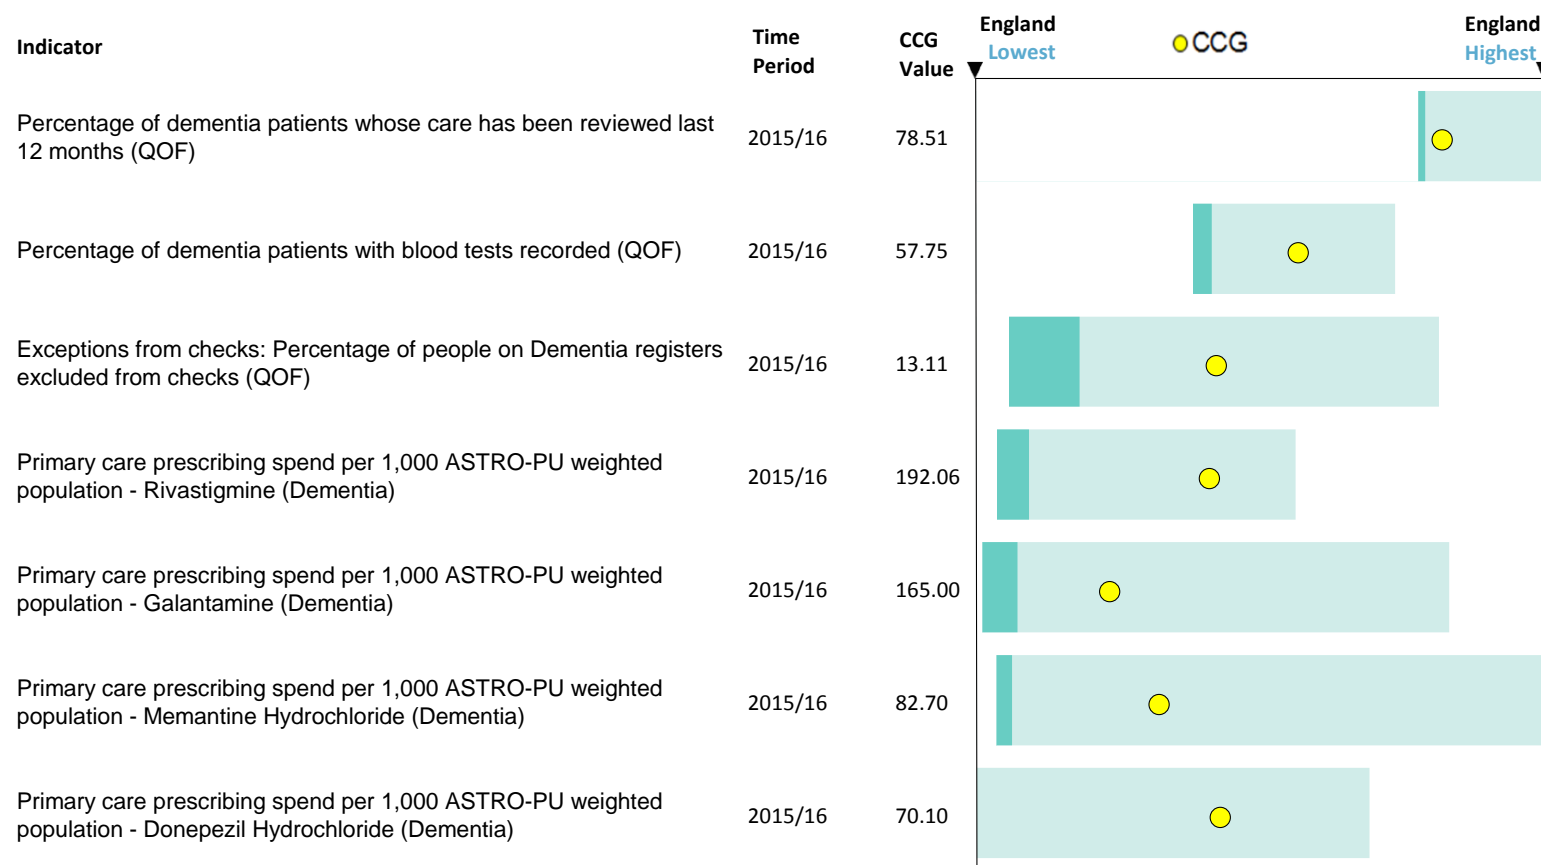 Indicator
Time
Period
CCG
Value
England
Lowest
CCG
England
Highest
Percentage of dementia patients whose care has been reviewed last
12 months (QOF)
2015/16
78.51
Percentage of dementia patients with blood tests recorded (QOF)
2015/16
57.75
Exceptions from checks: Percentage of people on Dementia registers
excluded from checks (QOF)
2015/16
13.11
Primary care prescribing spend per 1,000 ASTRO-PU weighted
population - Rivastigmine (Dementia)
2015/16
192.06
Primary care prescribing spend per 1,000 ASTRO-PU weighted
population - Galantamine (Dementia)
2015/16
165.00
Primary care prescribing spend per 1,000 ASTRO-PU weighted
population - Memantine Hydrochloride (Dementia)
2015/16
82.70
Primary care prescribing spend per 1,000 ASTRO-PU weighted
population - Donepezil Hydrochloride (Dementia)
2015/16
70.10